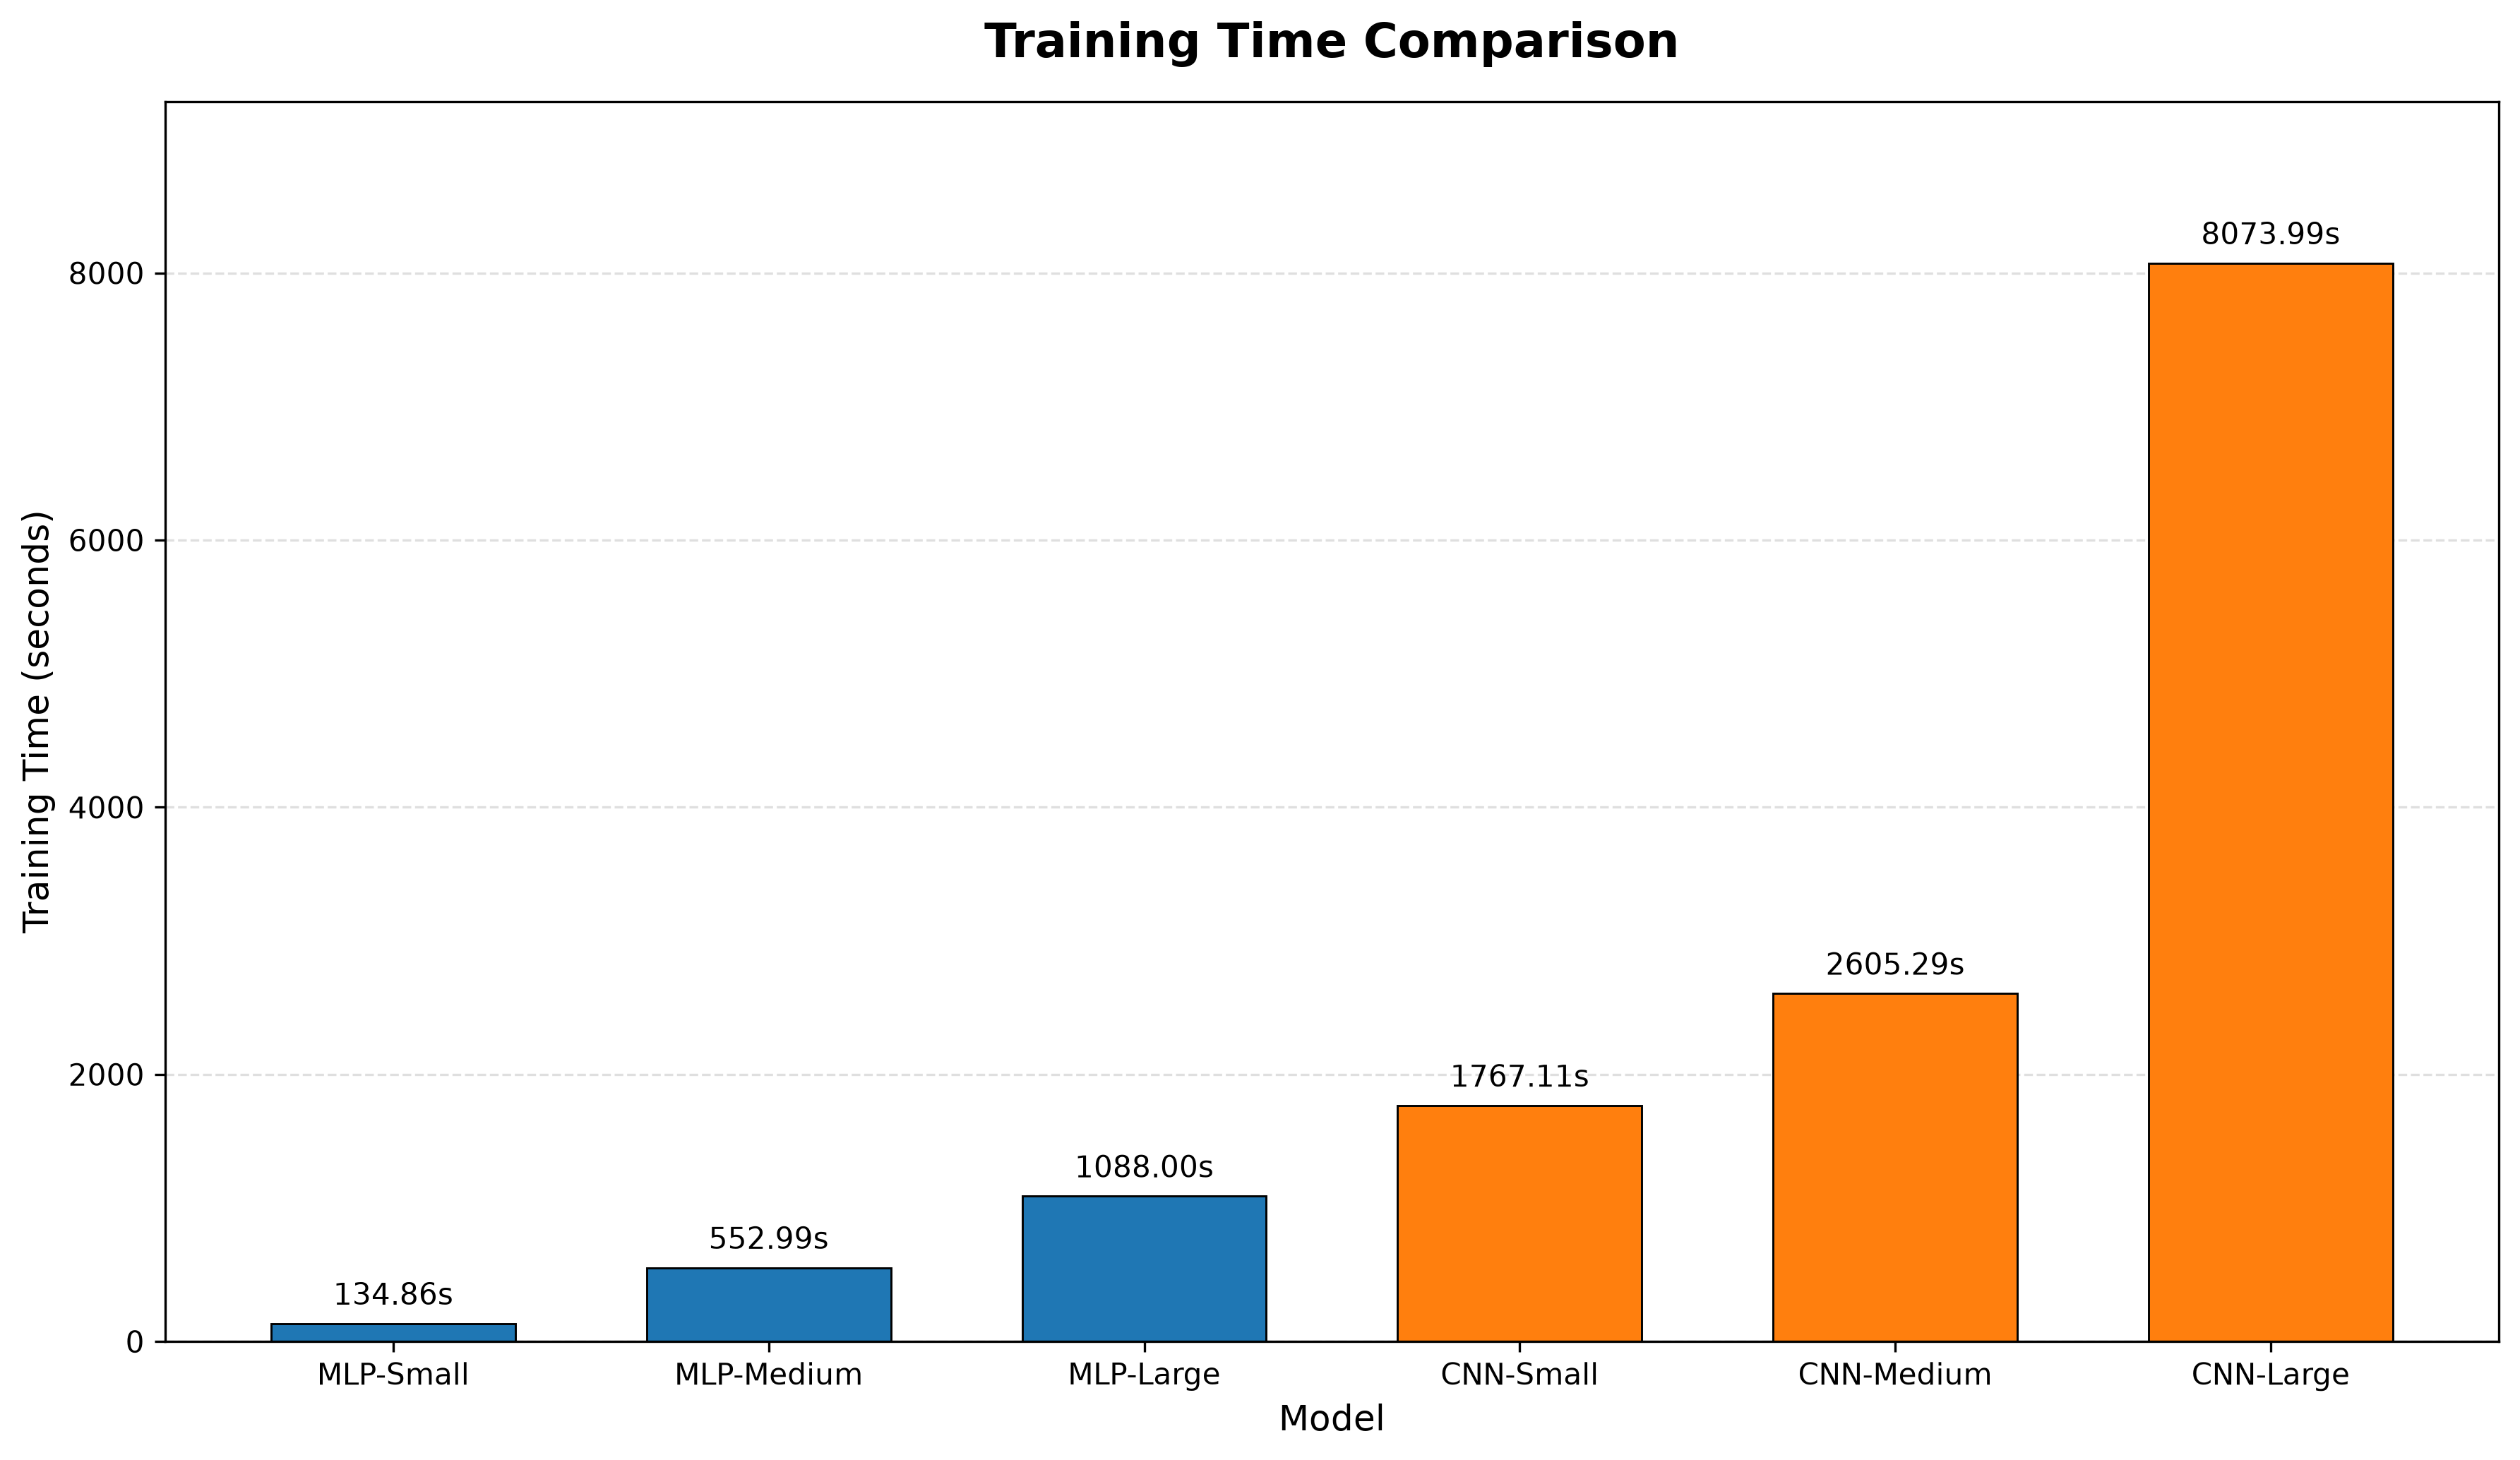 Training Time Comparison
Training Time (seconds)
8000
6000
4000
2000
0
134.86s
552.99s
1088.00s
1767.11s
2605.29s
8073.99s
MLP-Small
MLP-Medium
MLP-Large
CNN-Small
CNN-Medium
CNN-Large
Model